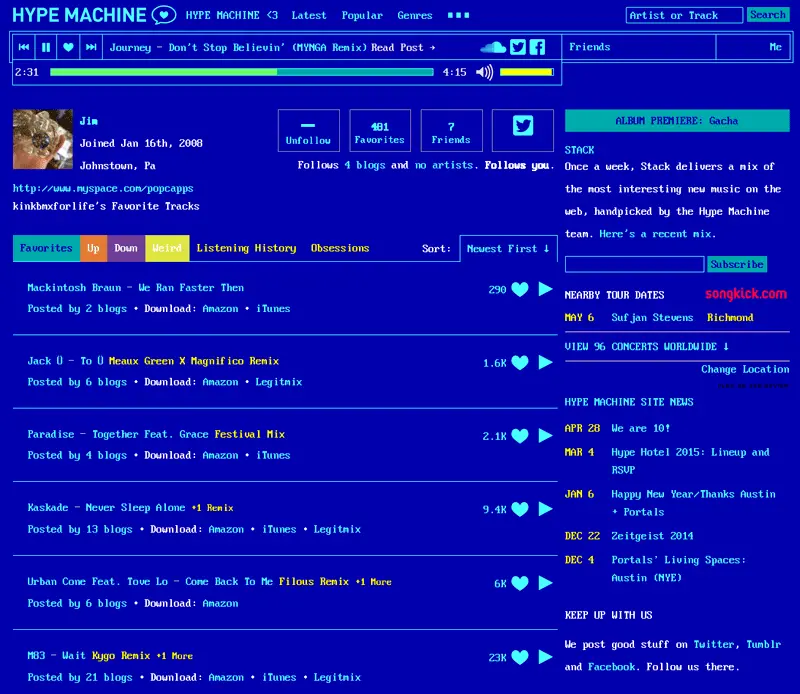 HYPE MACHINE HYPE MACHINE <3 Latest Popular Genres Artist or Track Search
Journey - Don't Stop Believin' (MYNGA Remix) Read Post → Friends Me
2:31 4:15
Jim
Joined Jan 16th, 2008
Johnstown, Pa
http://www.myspace.com/popcapps
kinkbmxforlife's Favorite Tracks
Unfollow
481
Favorites
7
Friends
Follows 4 blogs and no artists. Follows you.
Favorites Up Down Weird Listening History Obsessions Sort: Newest First ↓
Mackintosh Braun - We Ran Faster Then 290
Posted by 2 blogs • Download: Amazon • iTunes
Jack Ü - To Ü Meaux Green X Magnifico Remix 1.6K
Posted by 6 blogs • Download: Amazon • Legitmix
Paradise - Together Feat. Grace Festival Mix 2.1K
Posted by 4 blogs • Download: Amazon • iTunes
Kaskade - Never Sleep Alone +1 Remix 9.4K
Posted by 13 blogs • Download: Amazon • iTunes • Legitmix
Urban Cone Feat. Tove Lo - Come Back To Me Filous Remix +1 More 6K
Posted by 6 blogs • Download: Amazon
M83 - Wait Kygo Remix +1 More 23K
Posted by 21 blogs • Download: Amazon • iTunes • Legitmix
ALBUM PREMIERE: Gacha
STACK
Once a week, Stack delivers a mix of
the most interesting new music on the
web, handpicked by the Hype Machine
team. Here's a recent mix.
Subscribe
NEARBY TOUR DATES songkick.com
MAY 6 Sufjan Stevens Richmond
VIEW 96 CONCERTS WORLDWIDE ↓
Change Location
HYPE MACHINE SITE NEWS
APR 28 We are 10!
MAR 4 Hype Hotel 2015: Lineup and
RSVP
JAN 6 Happy New Year/Thanks Austin
+ Portals
DEC 22 Zeitgeist 2014
DEC 4 Portals' Living Spaces:
Austin (NYE)
KEEP UP WITH US
We post good stuff on Twitter, Tumblr
and Facebook. Follow us there.